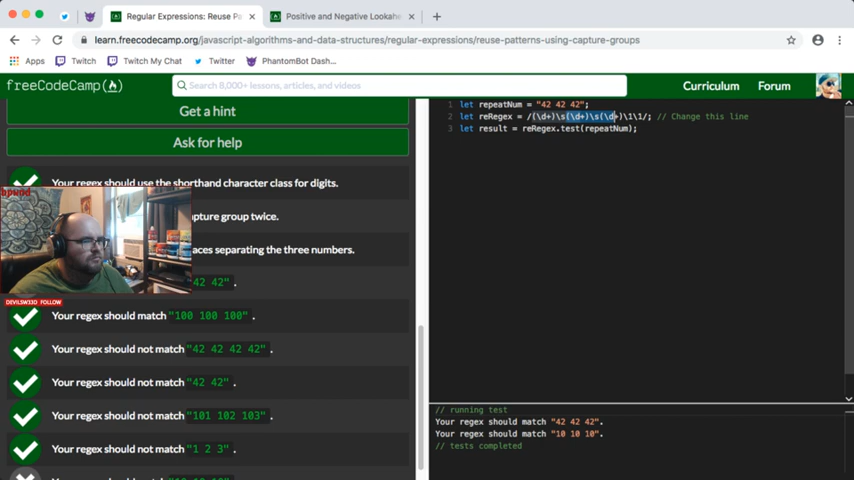 Regular Expressions: Reuse Pa
Positive and Negative Lookahe
learn.freecodecamp.org/javascript-algorithms-and-data-structures/regular-expressions/reuse-patterns-using-capture-groups
Apps
Twitch
Twitch My Chat
Twitter
PhantomBot Dash...
freeCodeCamp
Search 8,000+ lessons, articles, and videos
Curriculum
Forum
Get a hint
Ask for help
Your regex should use the shorthand character class for digits.
apture group twice.
aces separating the three numbers.
42 42" .
DEVILSW33D FOLLOW
Your regex should match "100 100 100" .
Your regex should not match "42 42 42 42" .
Your regex should not match "42 42" .
Your regex should not match "101 102 103" .
Your regex should not match "1 2 3" .
1 let repeatNum = "42 42 42";
2 let reRegex = /(\d+)\s(\d+)\s(\d+)\1\1/; // Change this line
3 let result = reRegex.test(repeatNum);
// running test
Your regex should match "42 42 42".
Your regex should match "10 10 10".
// tests completed